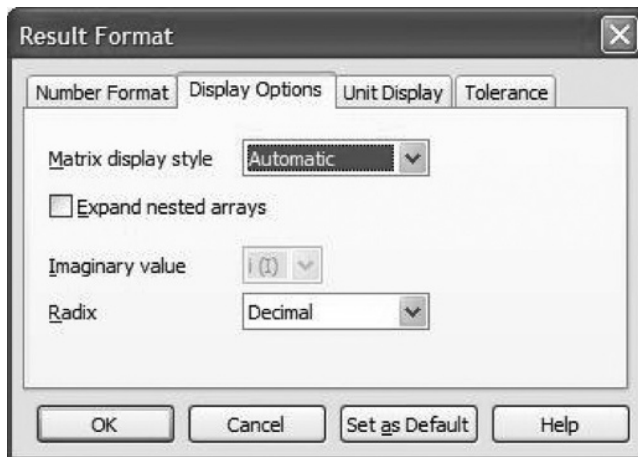 Result Format
Number Format Display Options Unit Display Tolerance
Matrix display style Automatic
Expand nested arrays
Imaginary value i (I)
Radix Decimal
OK Cancel Set as Default Help